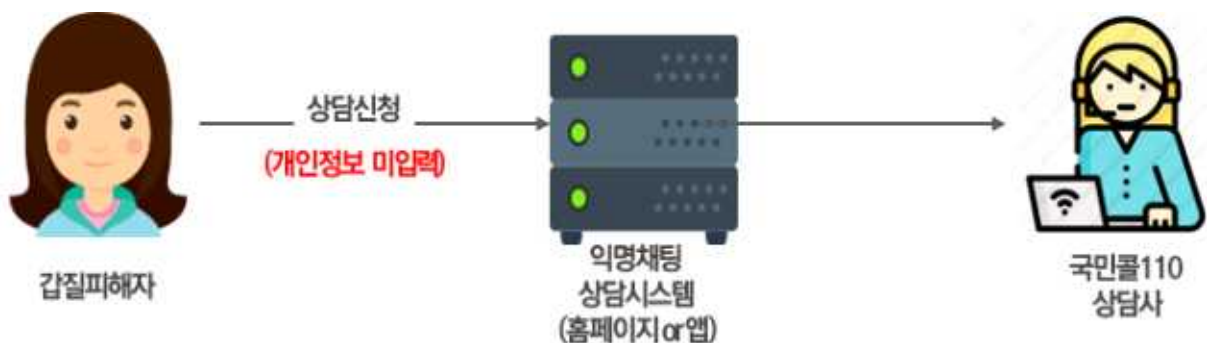 상담신청
(개인정보 미입력)
갑질피해자
익명채팅
상담시스템
(홈페이지 or 앱)
국민콜110
상담사